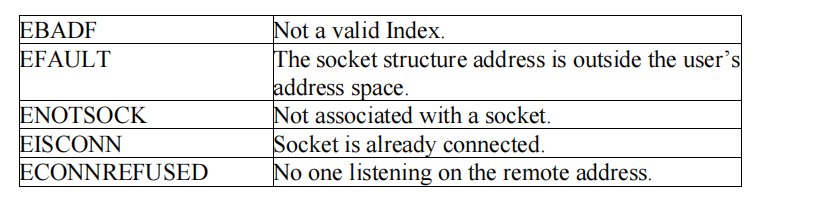 EBADF Not a valid Index.
EFAULT The socket structure address is outside the user’s
address space.
ENOTSOCK Not associated with a socket.
EISCONN Socket is already connected.
ECONNREFUSED No one listening on the remote address.